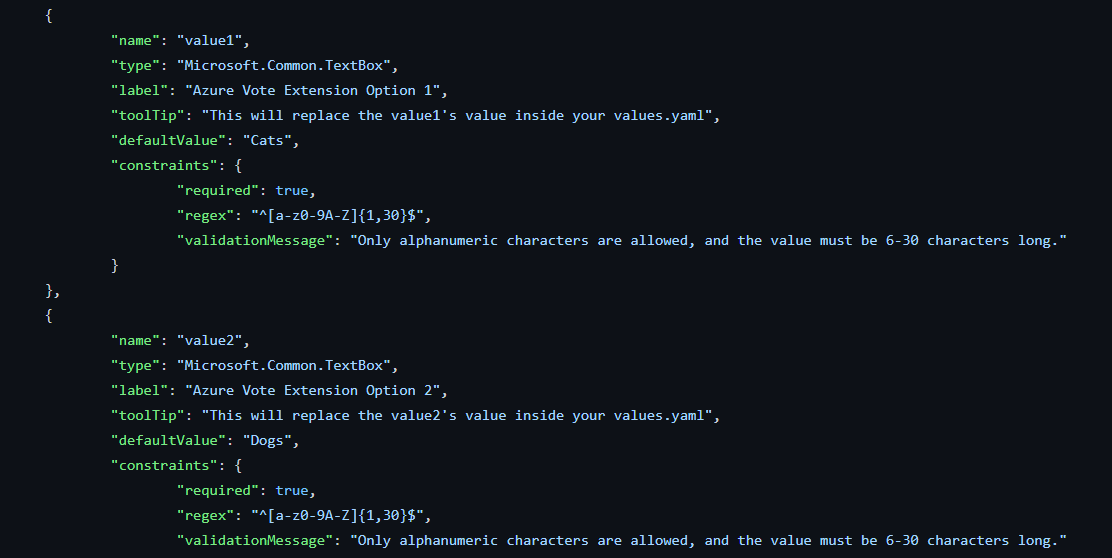 {
"name": "value1",
"type": "Microsoft.Common.TextBox",
"label": "Azure Vote Extension Option 1",
"toolTip": "This will replace the value1's value inside your values.yaml",
"defaultValue": "Cats",
"constraints": {
"required": true,
"regex": "^[a-z0-9A-Z]{1,30}$",
"validationMessage": "Only alphanumeric characters are allowed, and the value must be 6-30 characters long."
}
},
{
"name": "value2",
"type": "Microsoft.Common.TextBox",
"label": "Azure Vote Extension Option 2",
"toolTip": "This will replace the value2's value inside your values.yaml",
"defaultValue": "Dogs",
"constraints": {
"required": true,
"regex": "^[a-z0-9A-Z]{1,30}$",
"validationMessage": "Only alphanumeric characters are allowed, and the value must be 6-30 characters long."